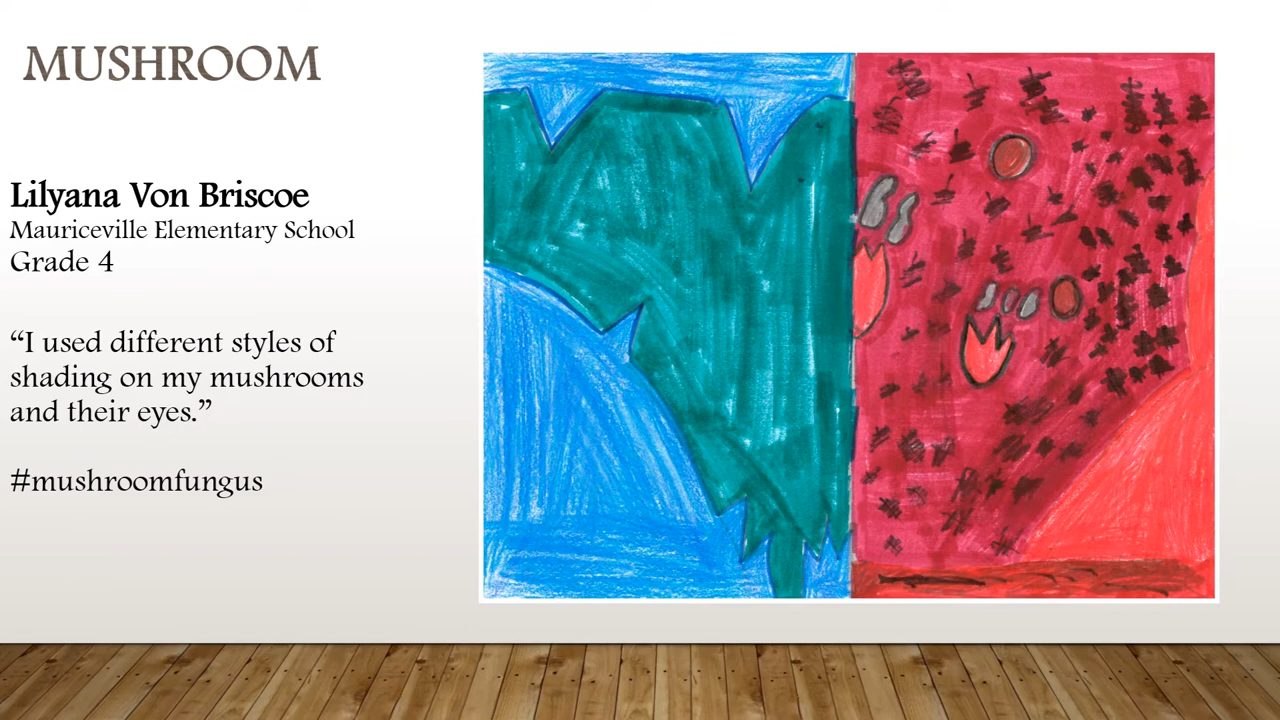 MUSHROOM
Lilyana Von Briscoe
Mauriceville Elementary School
Grade 4
“I used different styles of
shading on my mushrooms
and their eyes.”
#mushroomfungus